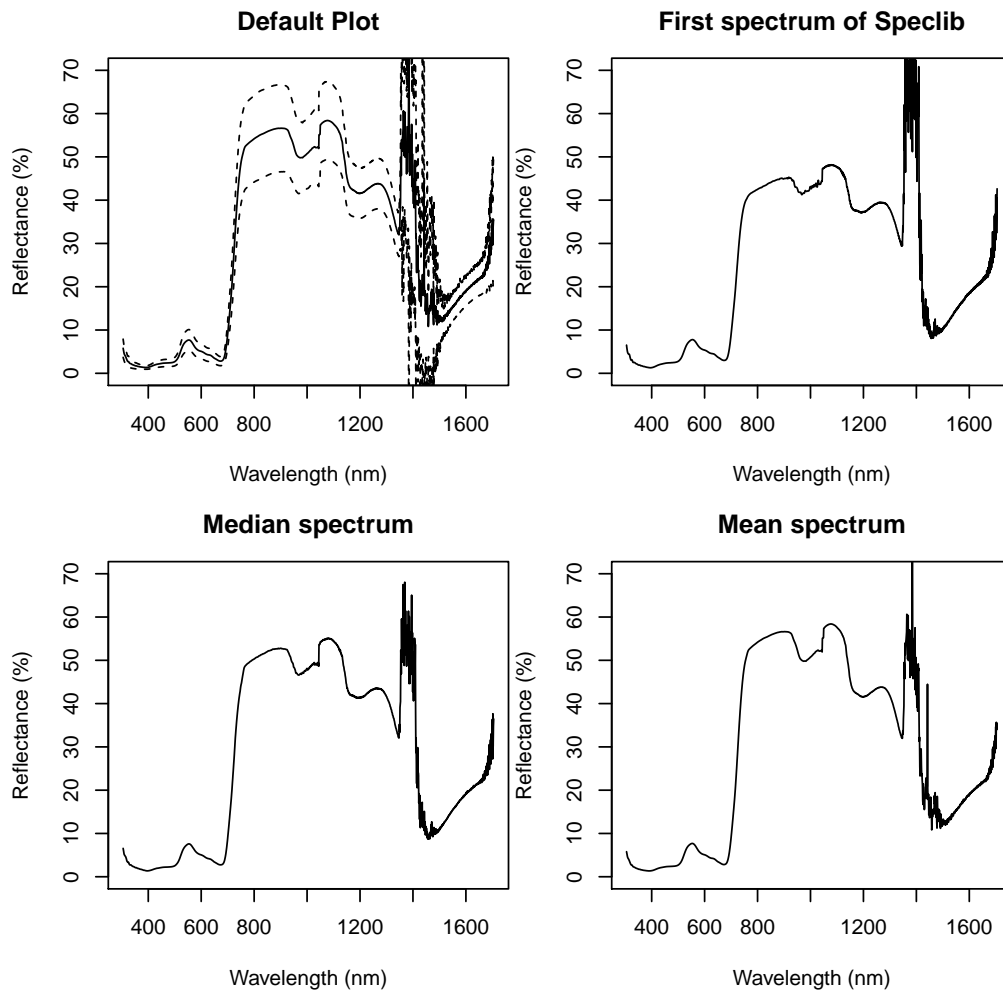 Default Plot
Reflectance (%)
0 10 20 30 40 50 60 70
400 600 800 1200 1600
Wavelength (nm)
First spectrum of Speclib
Reflectance (%)
0 10 20 30 40 50 60 70
400 600 800 1200 1600
Wavelength (nm)
Median spectrum
Reflectance (%)
0 10 20 30 40 50 60 70
400 600 800 1200 1600
Wavelength (nm)
Mean spectrum
Reflectance (%)
0 10 20 30 40 50 60 70
400 600 800 1200 1600
Wavelength (nm)